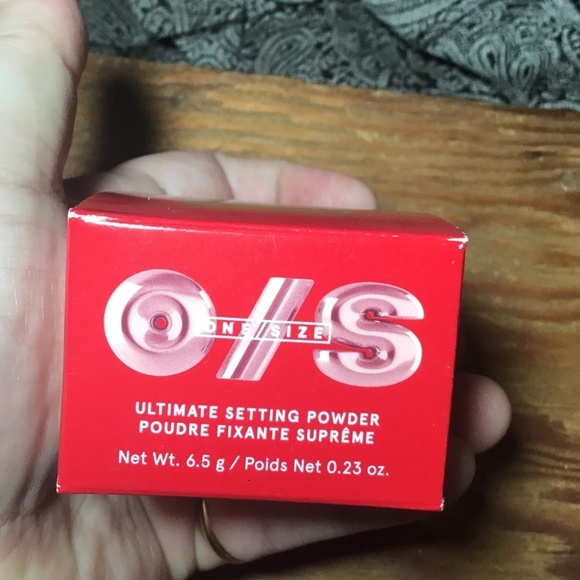 O/S
ONE/SIZE
ULTIMATE SETTING POWDER
POUDRE FIXANTE SUPRÊME
Net Wt. 6.5 g / Poids Net 0.23 oz.